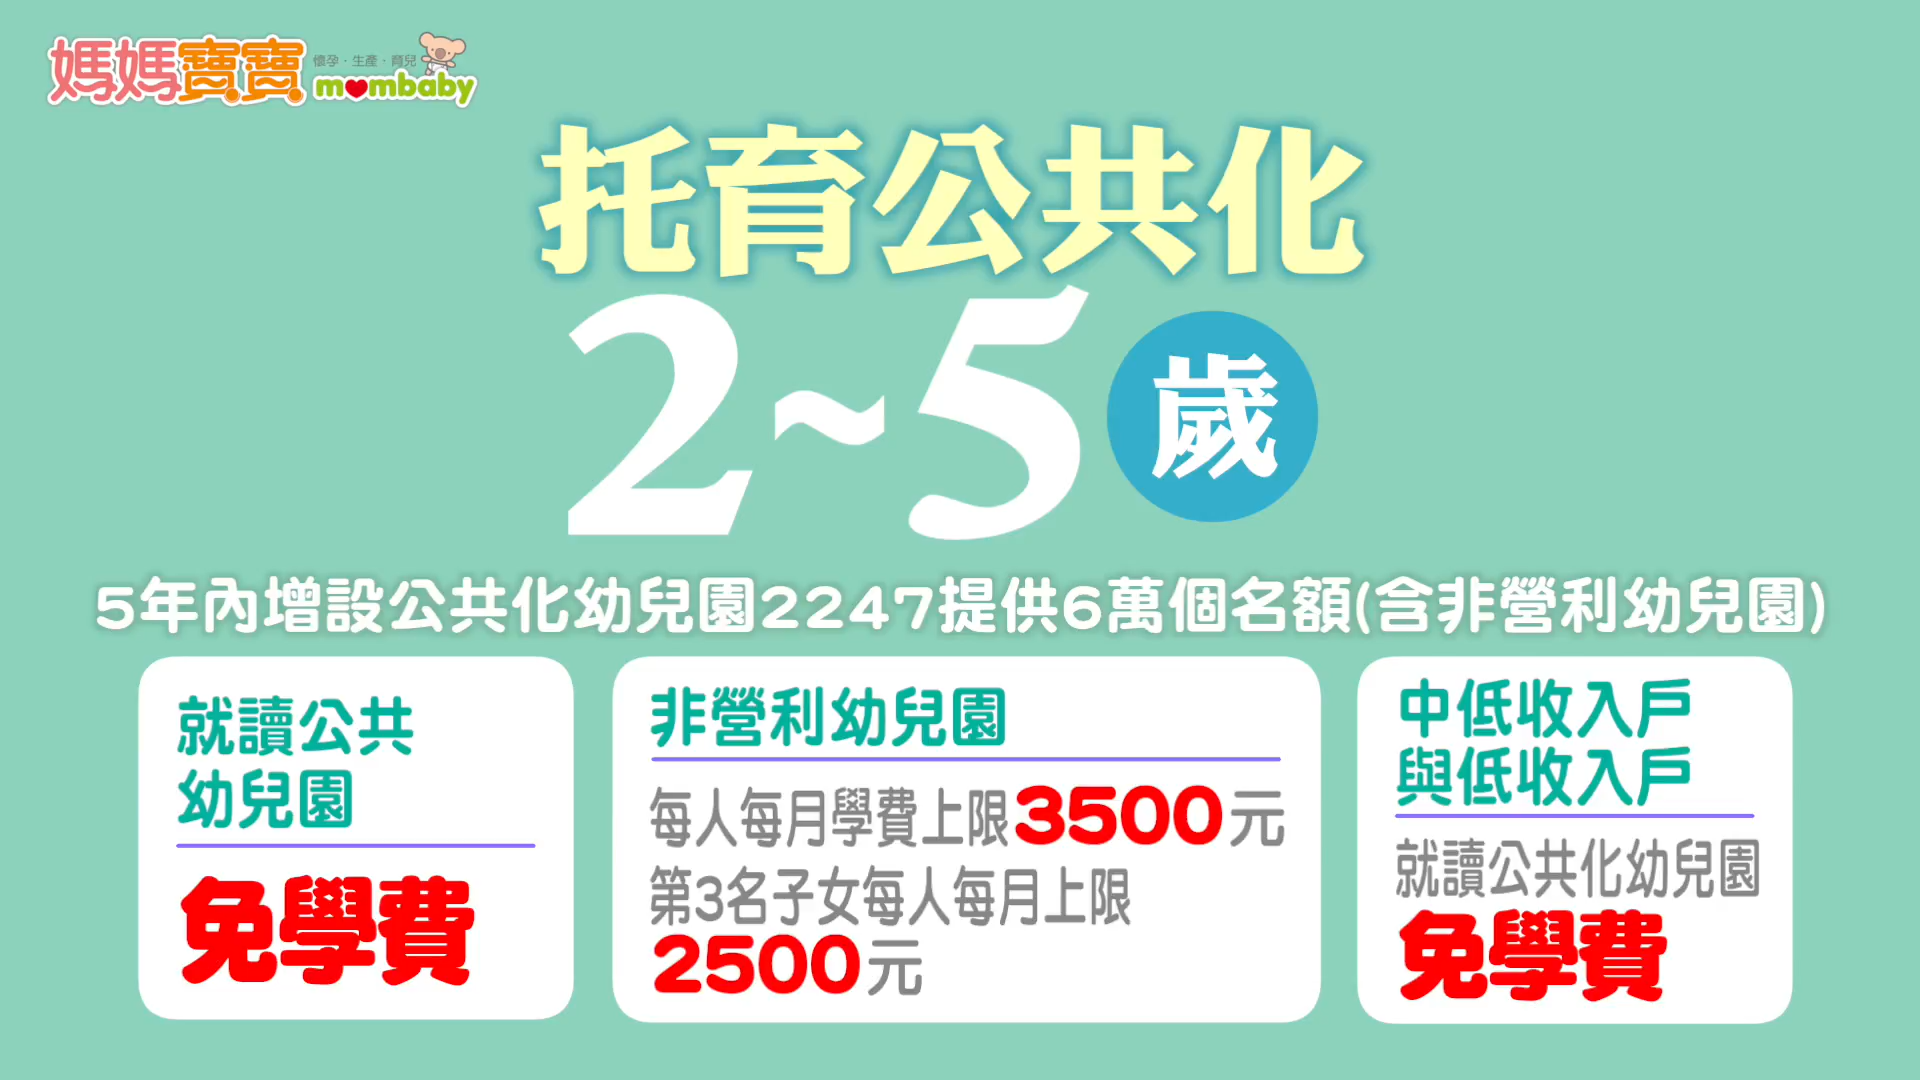 媽媽寶寶
懷孕‧生產‧育兒
mombaby
托育公共化
2~5歲
5年內增設公共化幼兒園2247提供6萬個名額(含非營利幼兒園)
就讀公共
幼兒園
免學費
非營利幼兒園
每人每月學費上限3500元
第3名子女每人每月上限
2500元
中低收入戶
與低收入戶
就讀公共化幼兒園
免學費